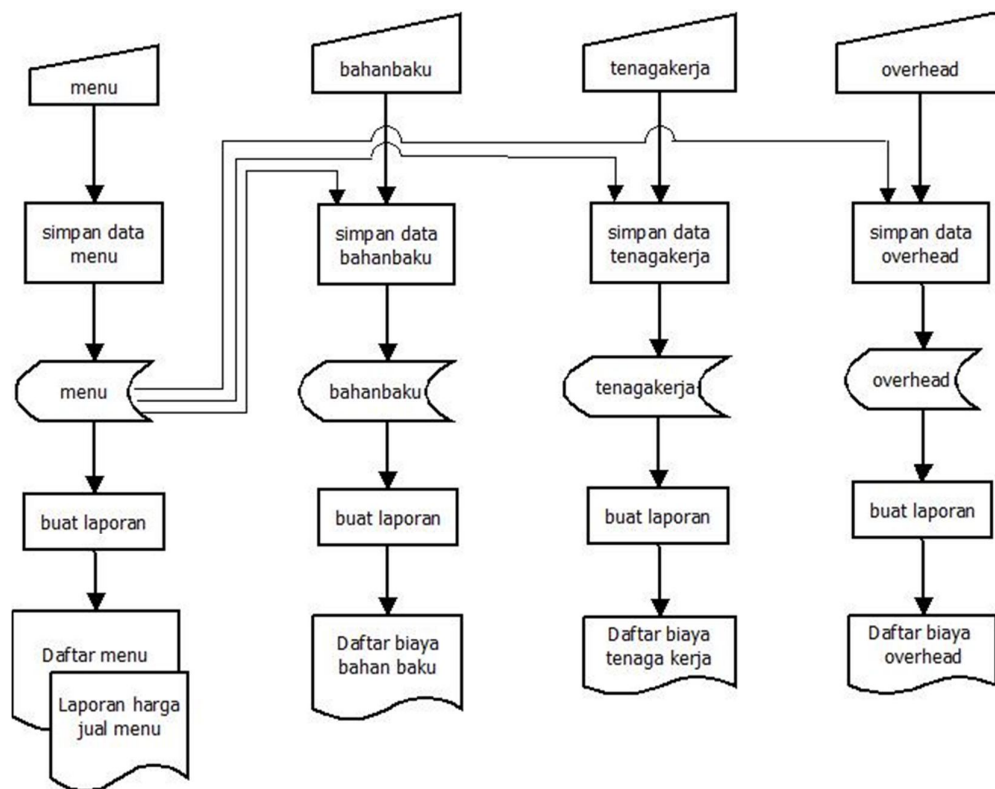 menu
bahanbaku
tenagakerja
overhead
simpan data
menu
simpan data
bahanbaku
simpan data
tenagakerja
simpan data
overhead
menu
bahanbaku
tenagakerja
overhead
buat laporan
buat laporan
buat laporan
buat laporan
Daftar menu
Laporan harga
jual menu
Daftar biaya
bahan baku
Daftar biaya
tenaga kerja
Daftar biaya
overhead